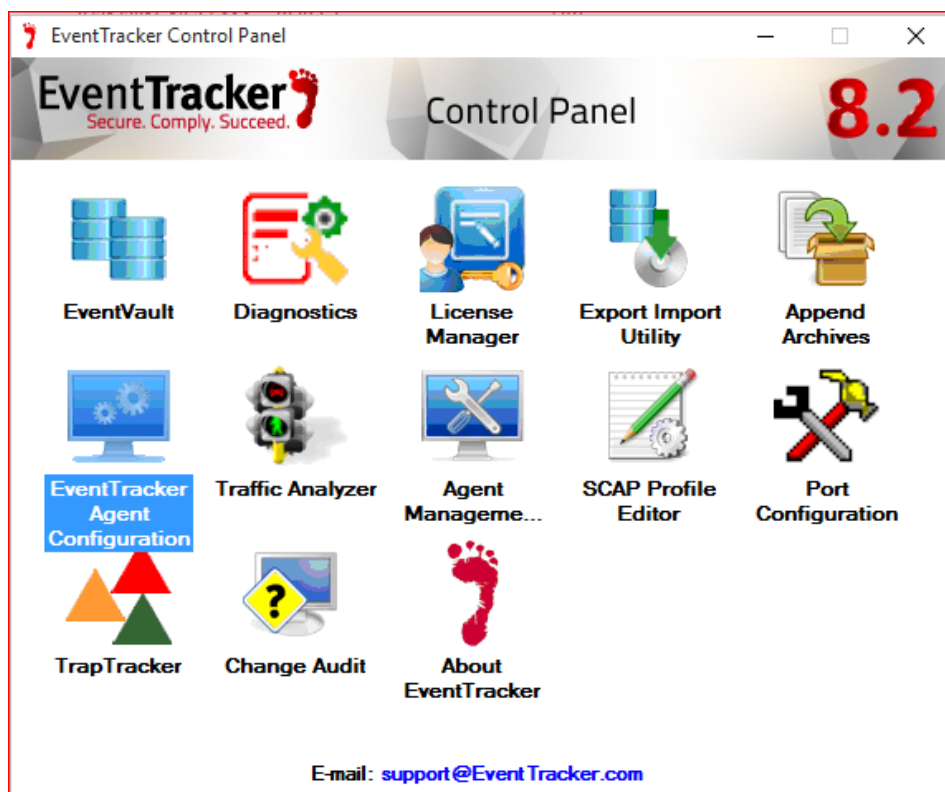 EventTracker Control Panel
EventTracker
Secure. Comply. Succeed.
Control Panel
8.2
EventVault
Diagnostics
License
Manager
Export Import
Utility
Append
Archives
EventTracker
Agent
Configuration
Traffic Analyzer
Agent
Manageme...
SCAP Profile
Editor
Port
Configuration
TrapTracker
?
Change Audit
About
EventTracker
E-mail: support@EventTracker.com